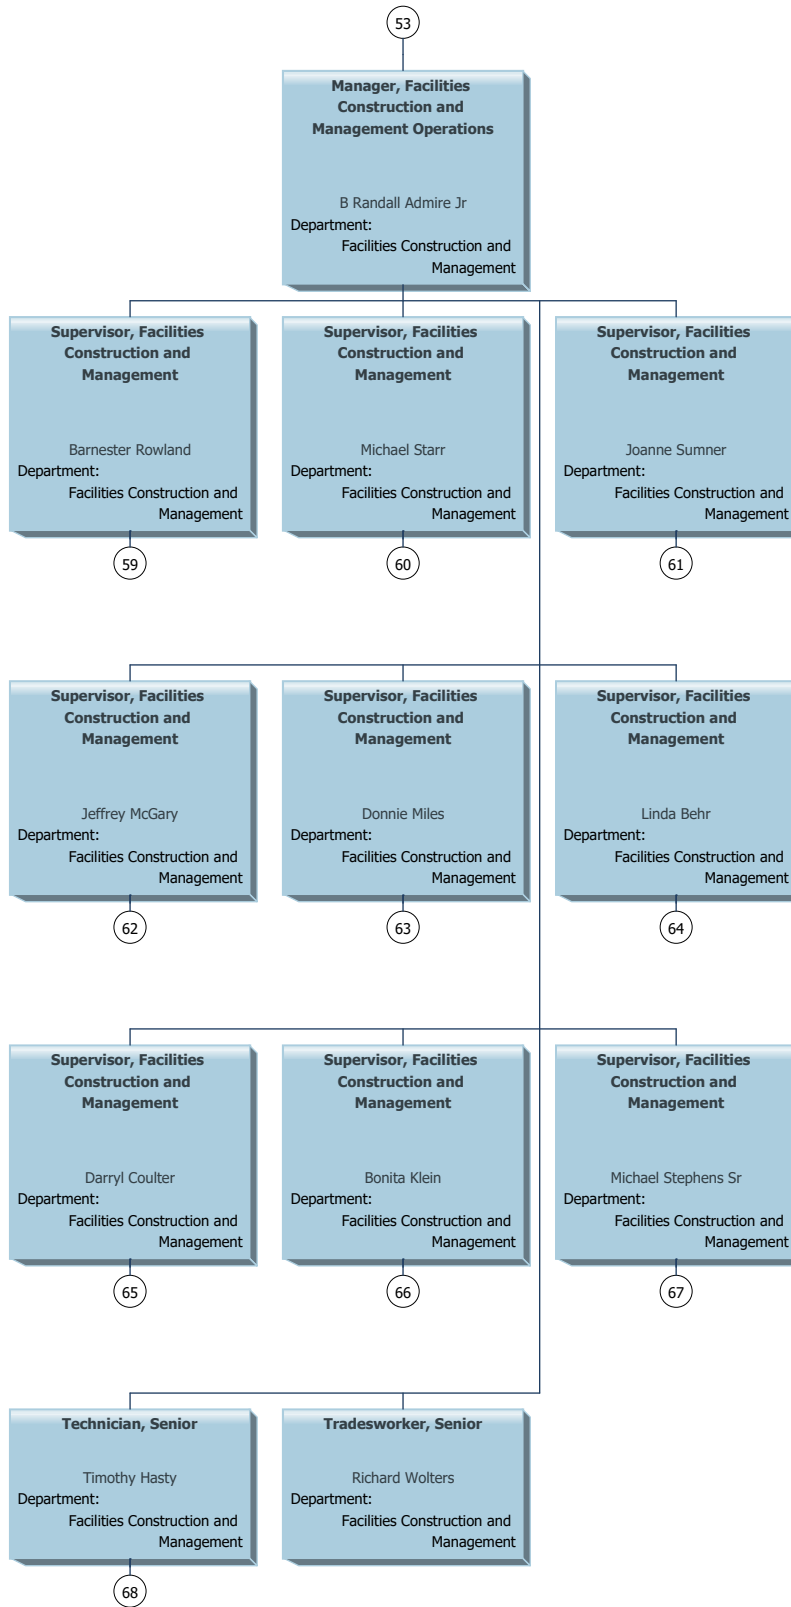 53
Manager, Facilities
Construction and
Management Operations
B Randall Admire Jr
Department:
Facilities Construction and
Management
Supervisor, Facilities
Construction and
Management
Barnester Rowland
Department:
Facilities Construction and
Management
59
Supervisor, Facilities
Construction and
Management
Michael Starr
Department:
Facilities Construction and
Management
60
Supervisor, Facilities
Construction and
Management
Joanne Sumner
Department:
Facilities Construction and
Management
61
Supervisor, Facilities
Construction and
Management
Jeffrey McGary
Department:
Facilities Construction and
Management
62
Supervisor, Facilities
Construction and
Management
Donnie Miles
Department:
Facilities Construction and
Management
63
Supervisor, Facilities
Construction and
Management
Linda Behr
Department:
Facilities Construction and
Management
64
Supervisor, Facilities
Construction and
Management
Darryl Coulter
Department:
Facilities Construction and
Management
65
Supervisor, Facilities
Construction and
Management
Bonita Klein
Department:
Facilities Construction and
Management
66
Supervisor, Facilities
Construction and
Management
Michael Stephens Sr
Department:
Facilities Construction and
Management
67
Technician, Senior
Timothy Hasty
Department:
Facilities Construction and
Management
68
Tradesworker, Senior
Richard Wolters
Department:
Facilities Construction and
Management